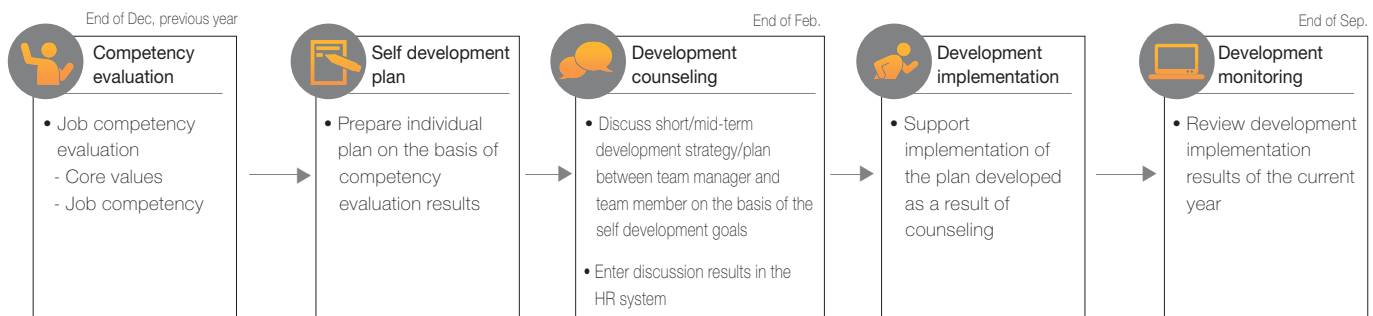 End of Dec, previous year
Competency
evaluation
• Job competency
evaluation
- Core values
- Job competency
Self development
plan
• Prepare individual
plan on the basis of
competency
evaluation results
End of Feb.
Development
counseling
• Discuss short/mid-term
development strategy/plan
between team manager and
team member on the basis of the
self development goals
• Enter discussion results in the
HR system
Development
implementation
• Support
implementation of
the plan developed
as a result of
counseling
End of Sep.
Development
monitoring
• Review development
implementation
results of the current
year